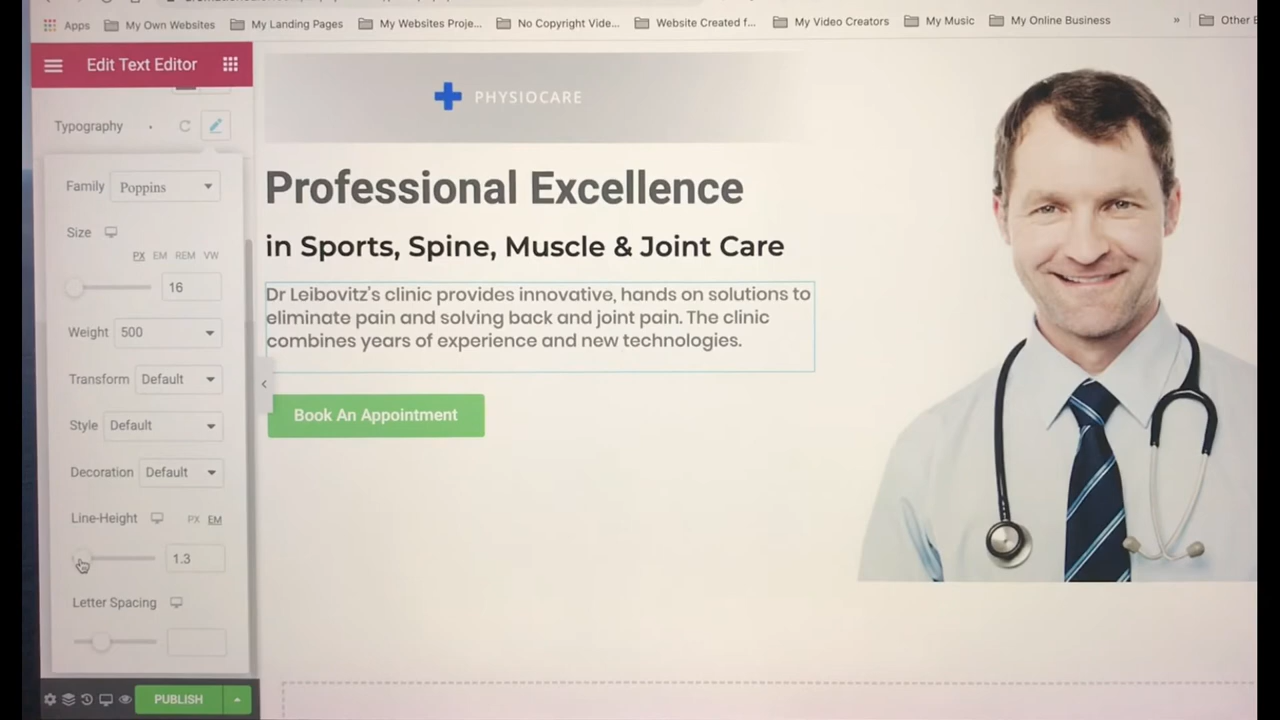 Apps
My Own Websites
My Landing Pages
My Websites Proje...
No Copyright Vide...
Website Created f...
My Video Creators
My Music
My Online Business
»
Other
Edit Text Editor
Typography
Family Poppins
Size
PX EM REM VW
16
Weight 500
Transform Default
Style Default
Decoration Default
Line-Height PX EM
1.3
Letter Spacing
PUBLISH
PHYSIOCARE
Professional Excellence
in Sports, Spine, Muscle & Joint Care
Dr Leibovitz's clinic provides innovative, hands on solutions to
eliminate pain and solving back and joint pain. The clinic
combines years of experience and new technologies.
Book An Appointment